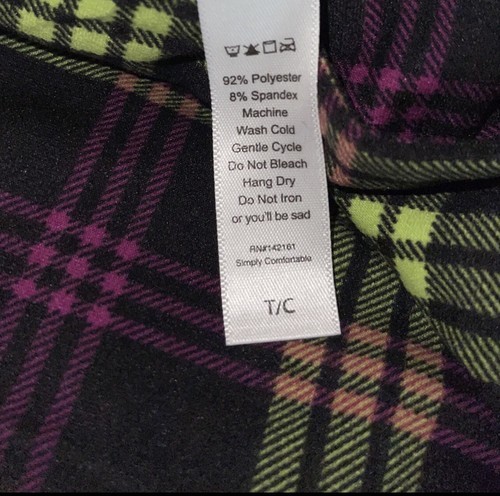 92% Polyester
8% Spandex
Machine
Wash Cold
Gentle Cycle
Do Not Bleach
Hang Dry
Do Not Iron
or you'll be sad
RN#142161
Simply Comfortable
T/C